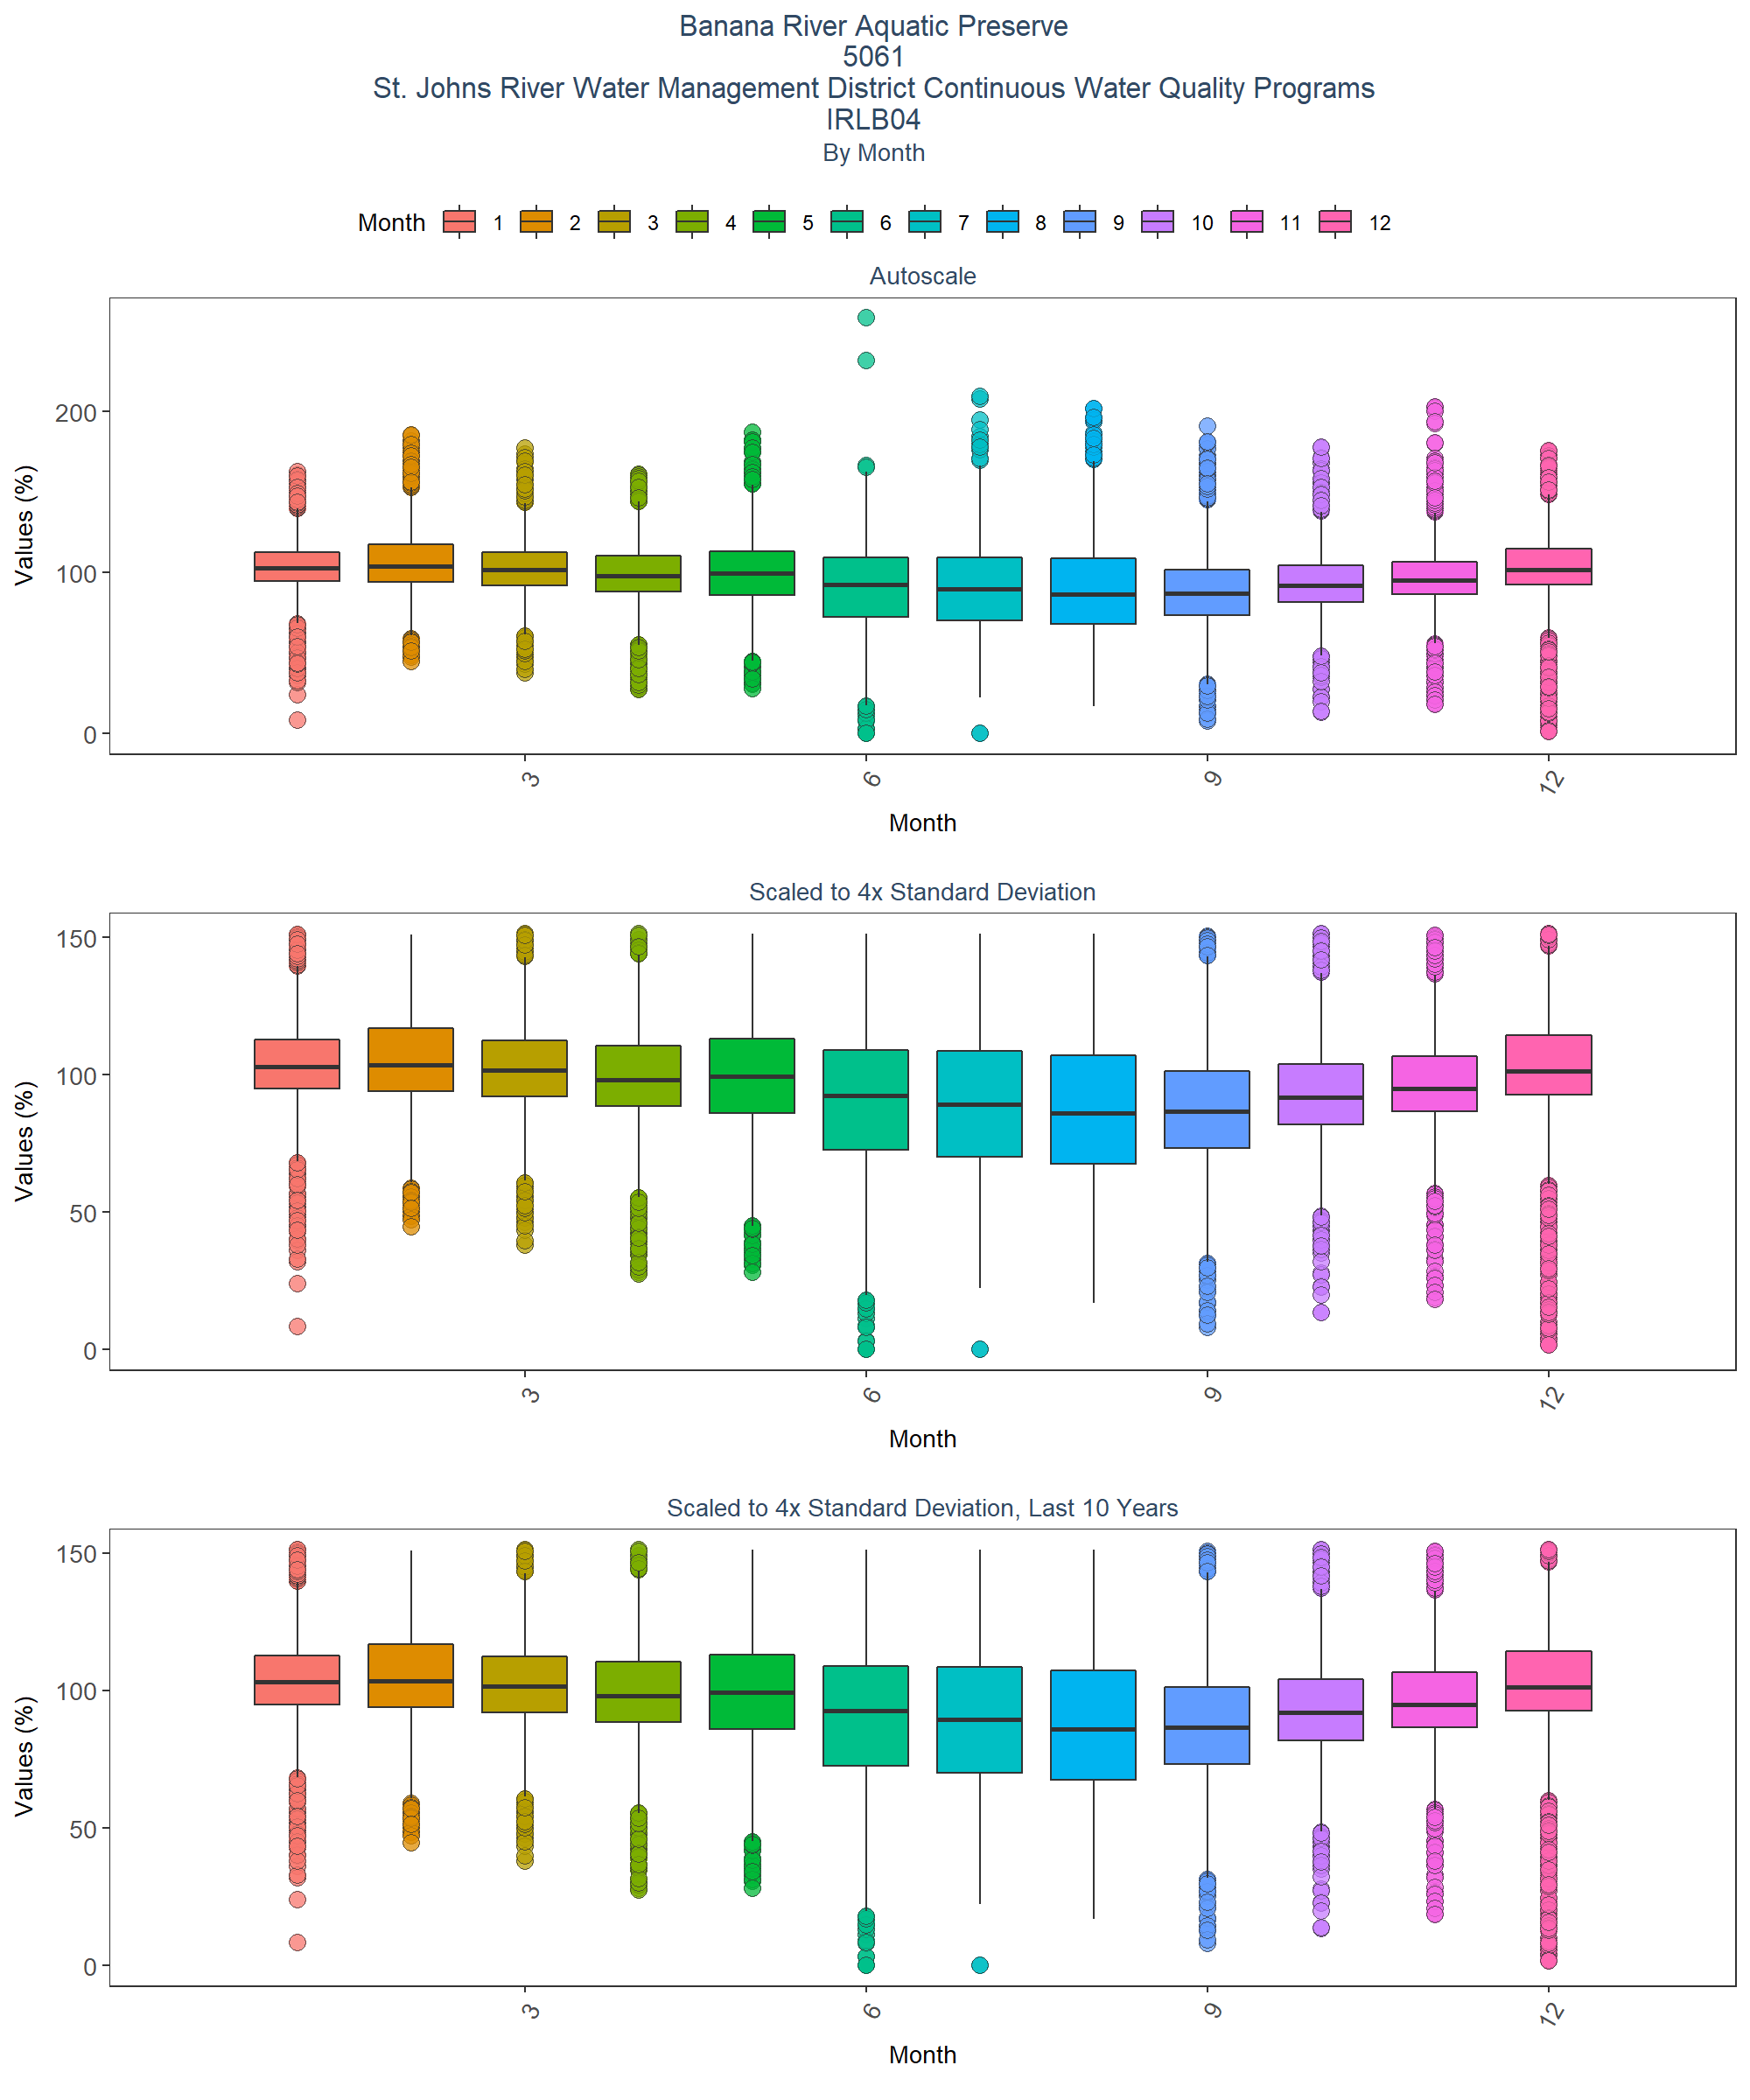 Banana River Aquatic Preserve
5061
St. Johns River Water Management District Continuous Water Quality Programs
IRLB04
By Month
Month 1 2 3 4 5 6 7 8 9 10 11 12
Autoscale
Values (%)
200
100
0
3 6 9 12
Month
Scaled to 4x Standard Deviation
Values (%)
150
100
50
0
3 6 9 12
Month
Scaled to 4x Standard Deviation, Last 10 Years
Values (%)
150
100
50
0
3 6 9 12
Month